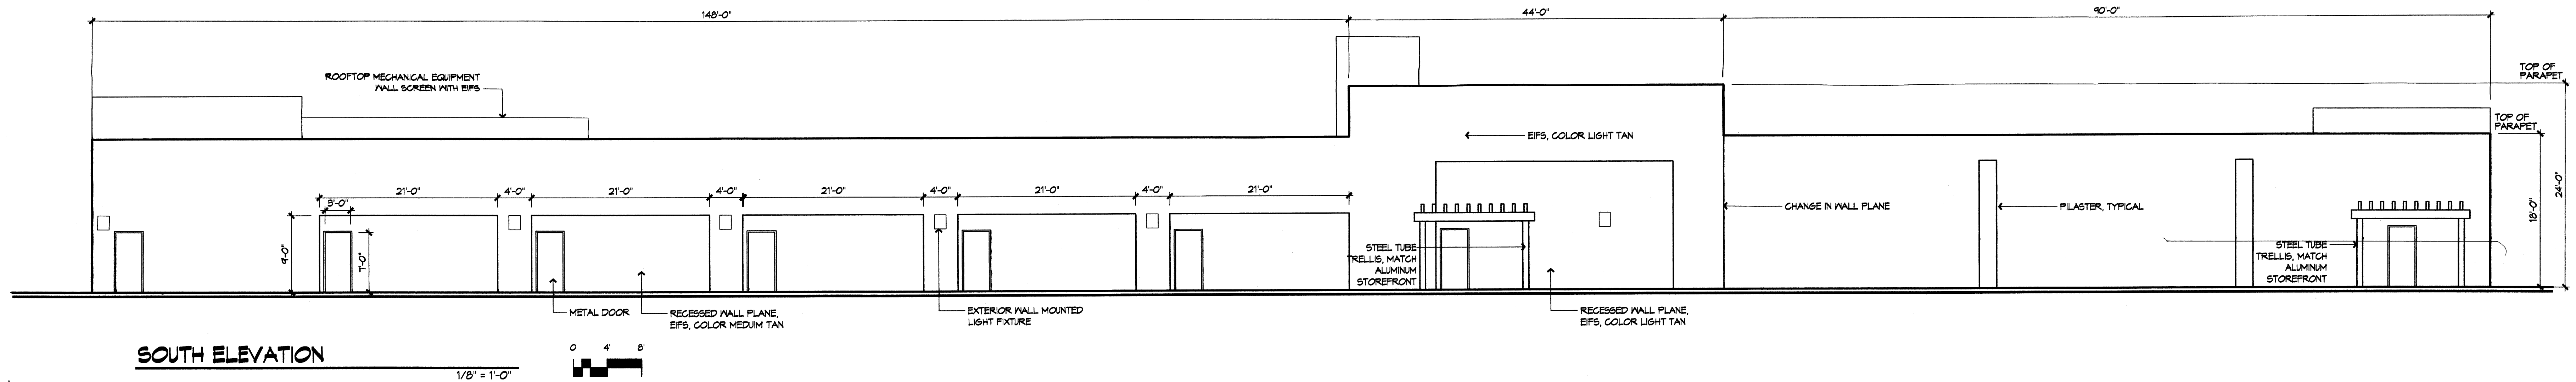 148'-0"
44'-0"
90'-0"
ROOFTOP MECHANICAL EQUIPMENT
WALL SCREEN WITH EIFS
TOP OF
PARAPET
TOP OF
PARAPET
EIFS, COLOR LIGHT TAN
21'-0"
4'-0"
21'-0"
4'-0"
21'-0"
4'-0"
21'-0"
4'-0"
21'-0"
3'-0"
9'-0"
7'-0"
CHANGE IN WALL PLANE
PILASTER, TYPICAL
18'-0"
24'-0"
STEEL TUBE
TRELLIS, MATCH
ALUMINUM
STOREFRONT
STEEL TUBE
TRELLIS, MATCH
ALUMINUM
STOREFRONT
METAL DOOR
RECESSED WALL PLANE,
EIFS, COLOR MEDUIM TAN
EXTERIOR WALL MOUNTED
LIGHT FIXTURE
RECESSED WALL PLANE,
EIFS, COLOR LIGHT TAN
SOUTH ELEVATION
1/8" = 1'-0"
0 4' 8'